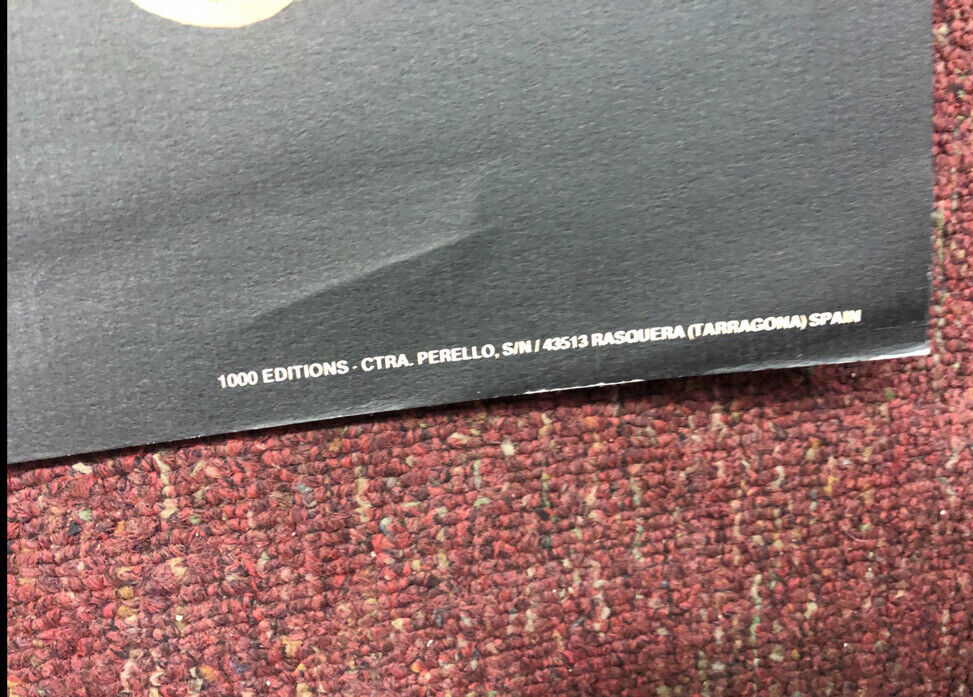 1000 EDITIONS - CTRA. PERELLO, S/N / 43513 RASQUERA (TARRAGONA) SPAIN